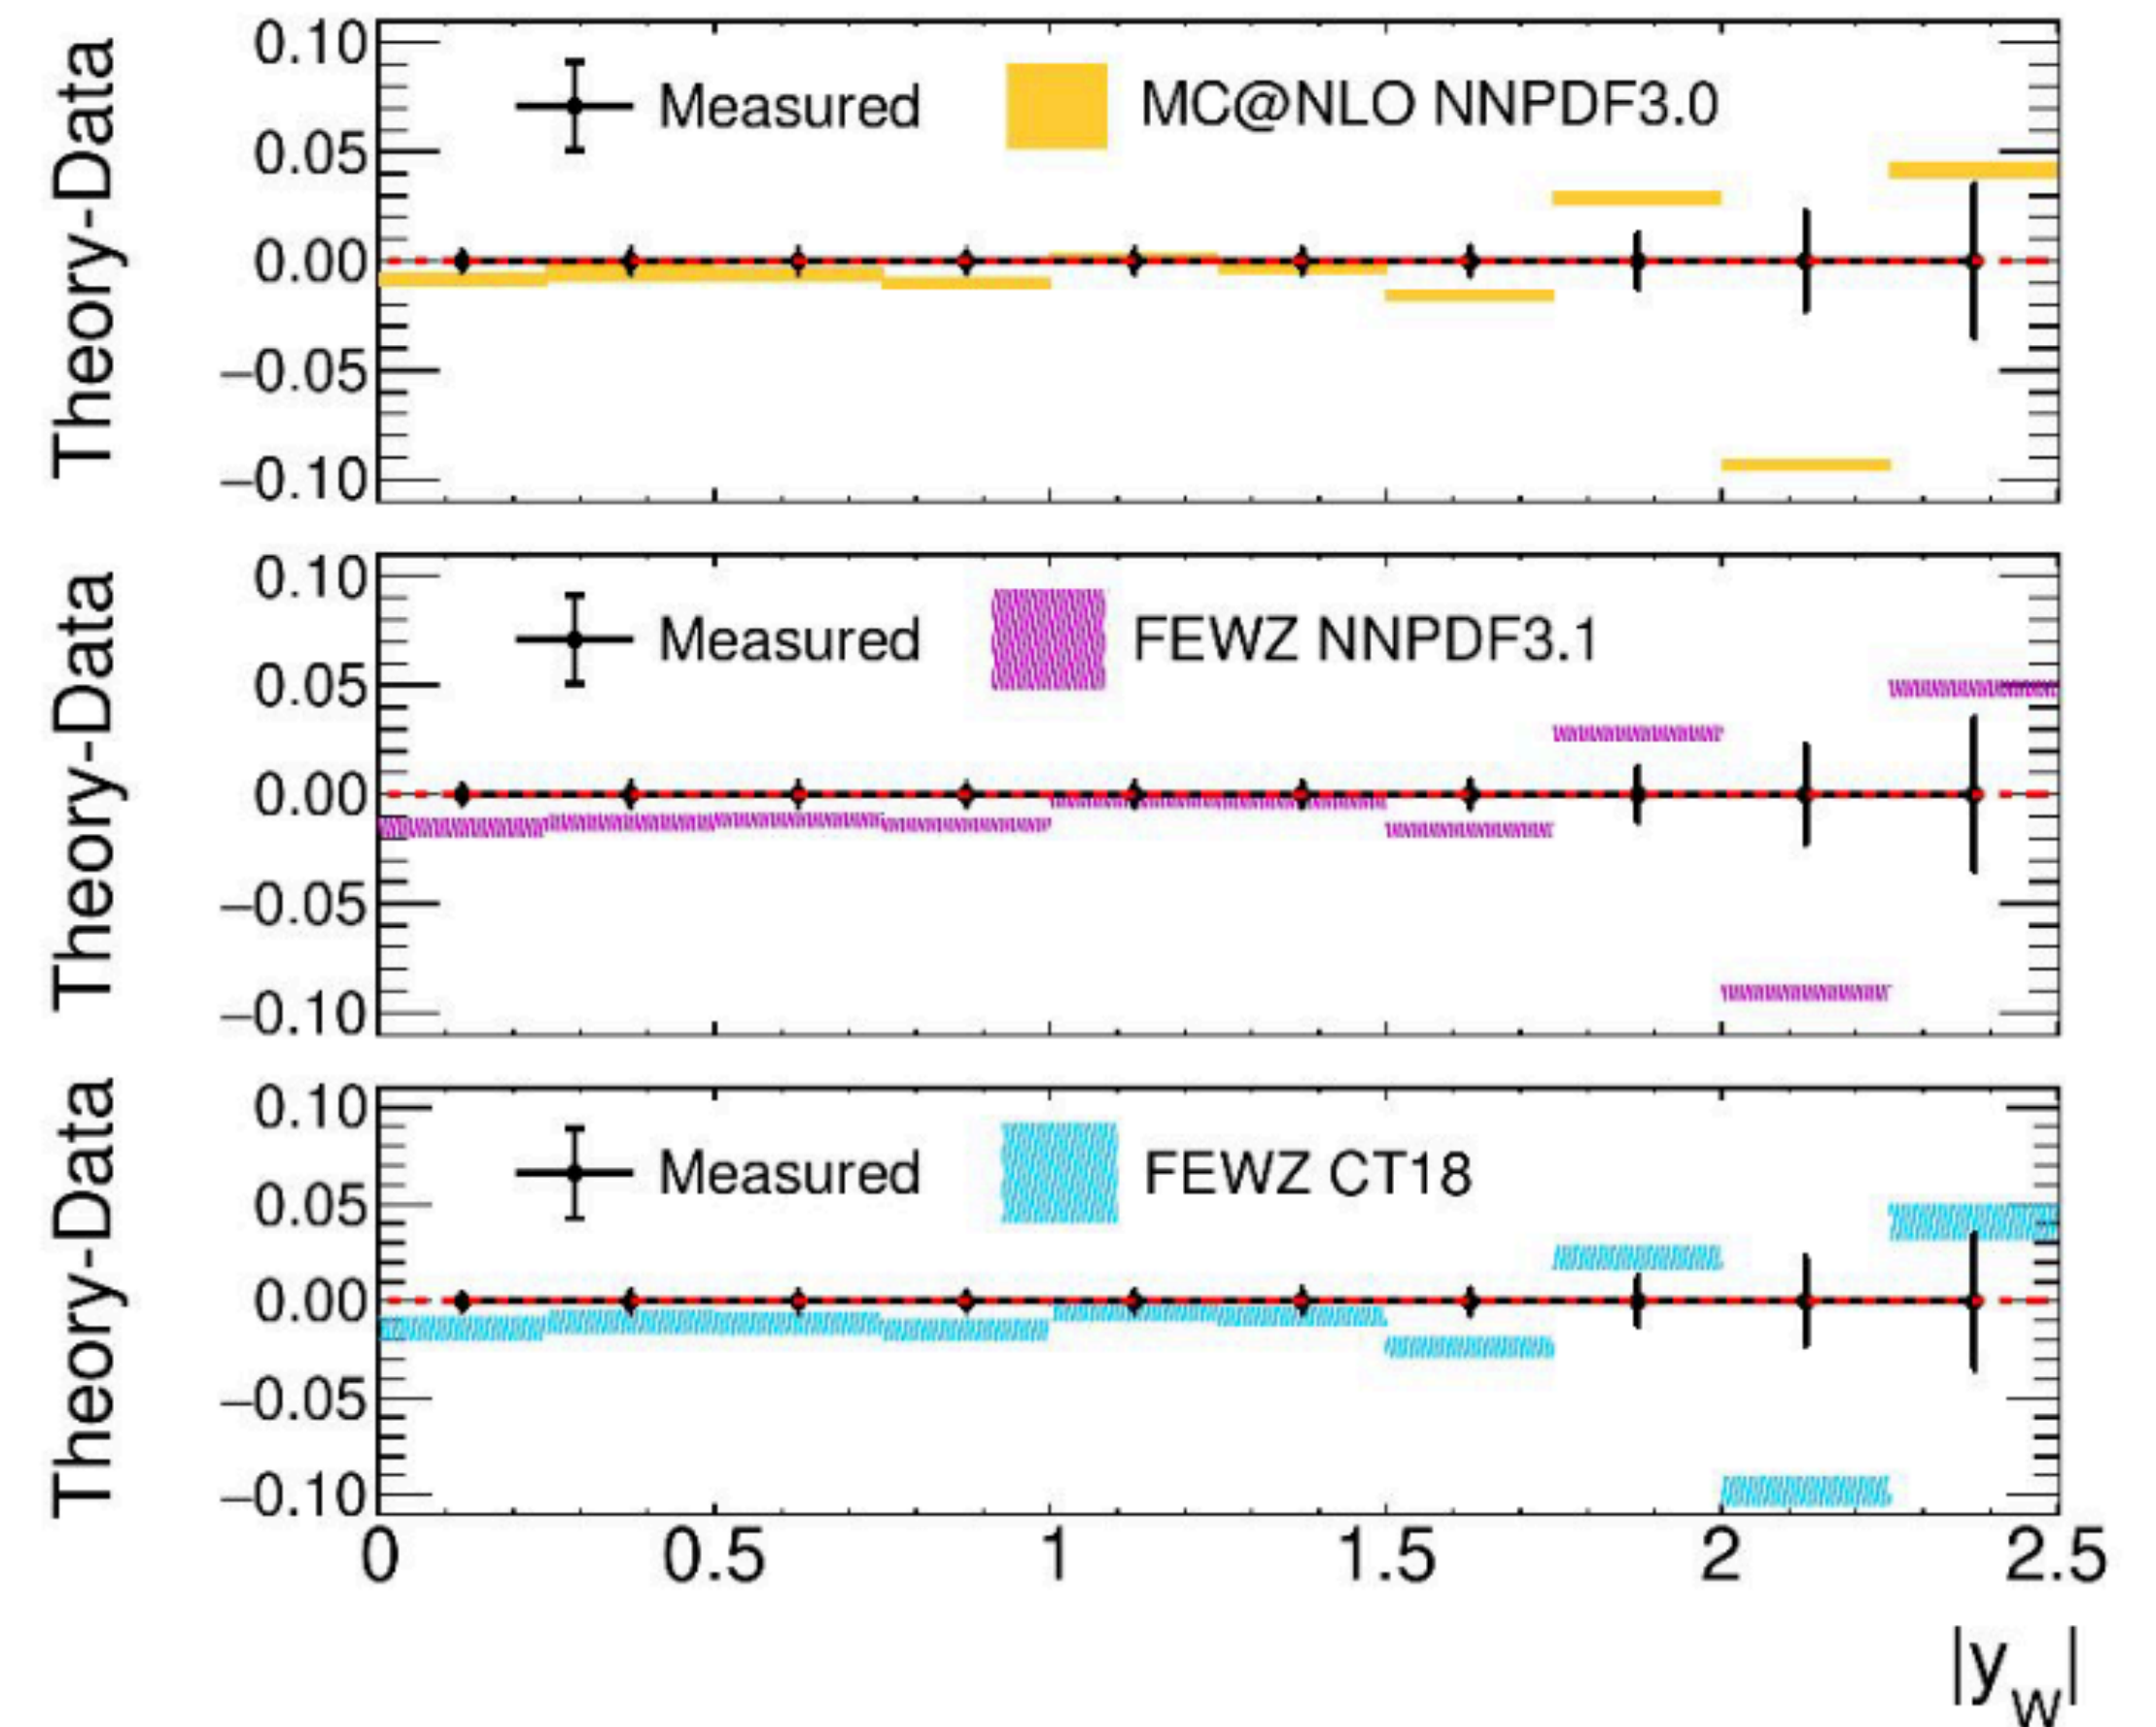 Theory-Data
0.10
0.05
0.00
−0.05
−0.10
Measured
MC@NLO NNPDF3.0
Theory-Data
0.10
0.05
0.00
−0.05
−0.10
Measured
FEWZ NNPDF3.1
Theory-Data
0.10
0.05
0.00
−0.05
−0.10
Measured
FEWZ CT18
0 0.5 1 1.5 2 2.5
|y_W|